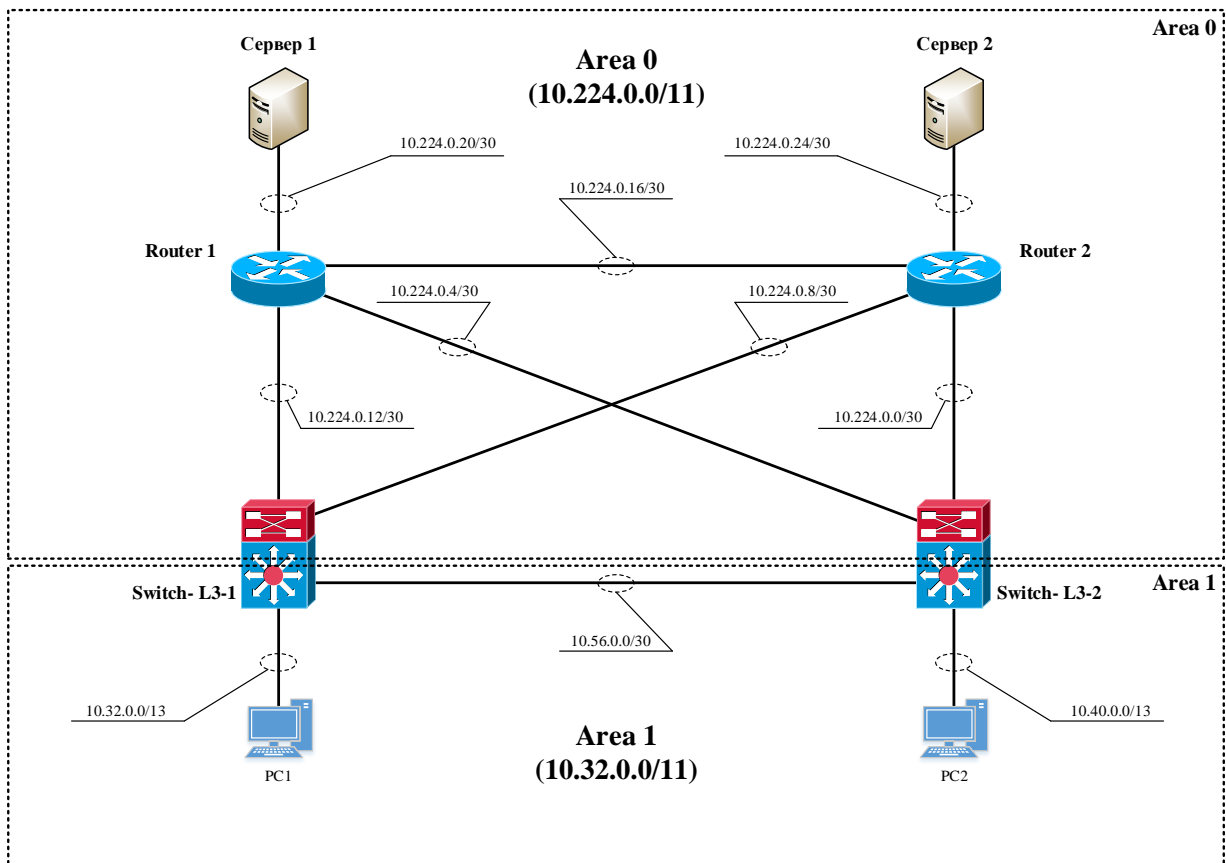 Area 0
Сервер 1
Сервер 2
Area 0
(10.224.0.0/11)
10.224.0.20/30
10.224.0.24/30
10.224.0.16/30
Router 1
Router 2
10.224.0.4/30
10.224.0.8/30
10.224.0.12/30
10.224.0.0/30
Area 1
Switch- L3-1
Switch- L3-2
10.56.0.0/30
10.32.0.0/13
10.40.0.0/13
Area 1
(10.32.0.0/11)
PC1
PC2